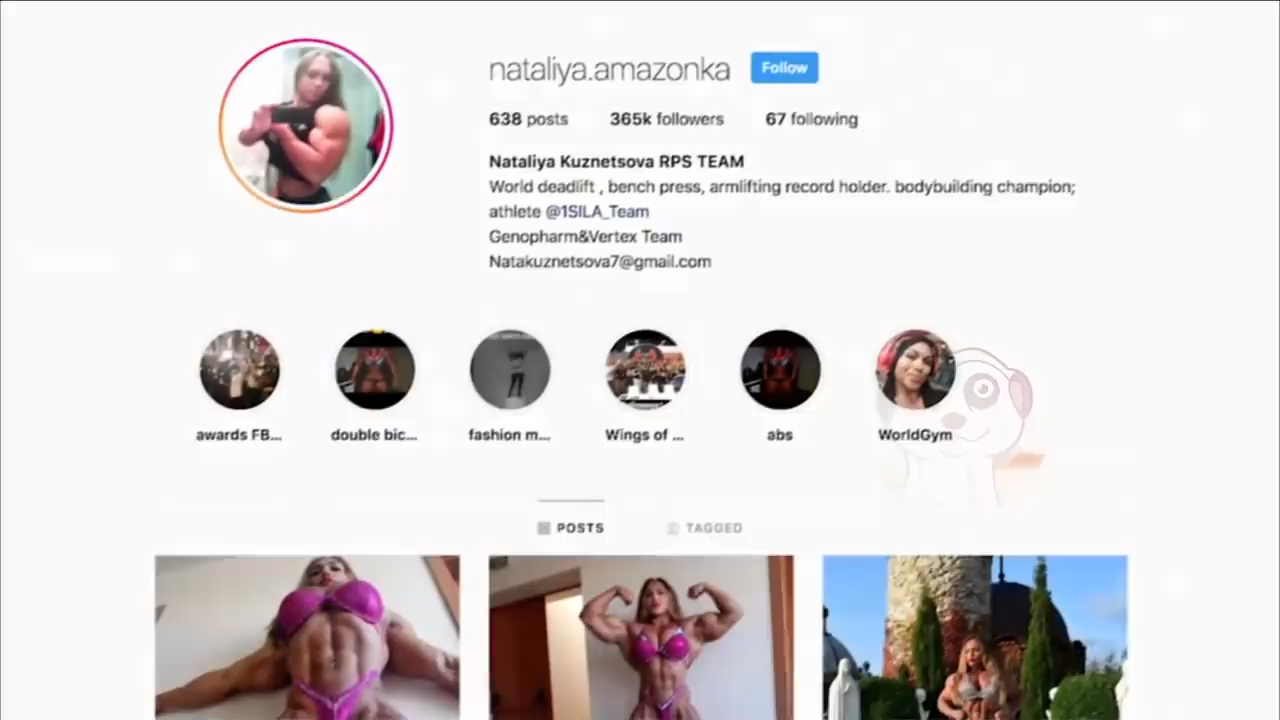 nataliya.amazonka Follow
638 posts 365k followers 67 following
Nataliya Kuznetsova RPS TEAM
World deadlift , bench press, armlifting record holder. bodybuilding champion;
athlete @1SILA_Team
Genopharm&Vertex Team
Natakuznetsova7@gmail.com
awards FB... double bic... fashion m... Wings of ... abs WorldGym
POSTS TAGGED